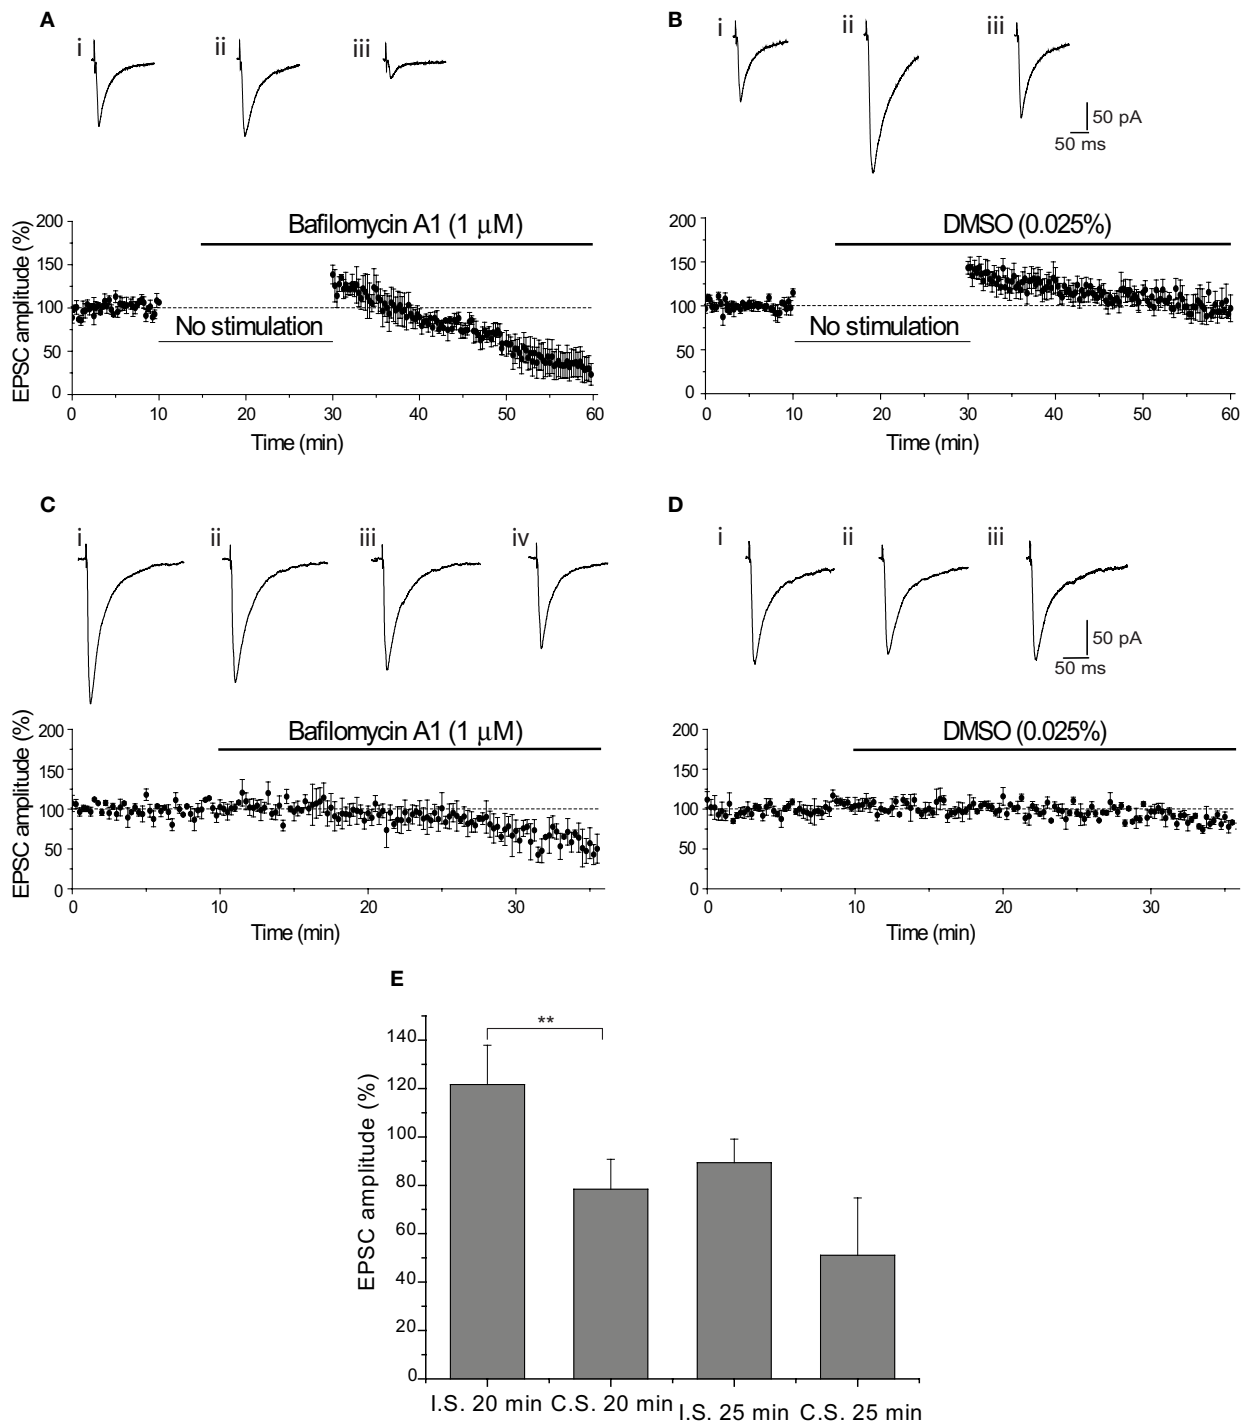 A
B
i ii iii
i ii iii
50 pA
50 ms
Bafilomycin A1 (1 μM)
No stimulation
EPSC amplitude (%)
200
150
100
50
0
0 10 20 30 40 50 60
Time (min)
DMSO (0.025%)
No stimulation
200
150
100
50
0
0 10 20 30 40 50 60
Time (min)
C
D
i ii iii iv
i ii iii
50 pA
50 ms
Bafilomycin A1 (1 μM)
EPSC amplitude (%)
200
150
100
50
0
0 10 20 30
Time (min)
DMSO (0.025%)
200
150
100
50
0
0 10 20 30
Time (min)
E
**
EPSC amplitude (%)
140
120
100
80
60
40
20
0
I.S. 20 min C.S. 20 min I.S. 25 min C.S. 25 min